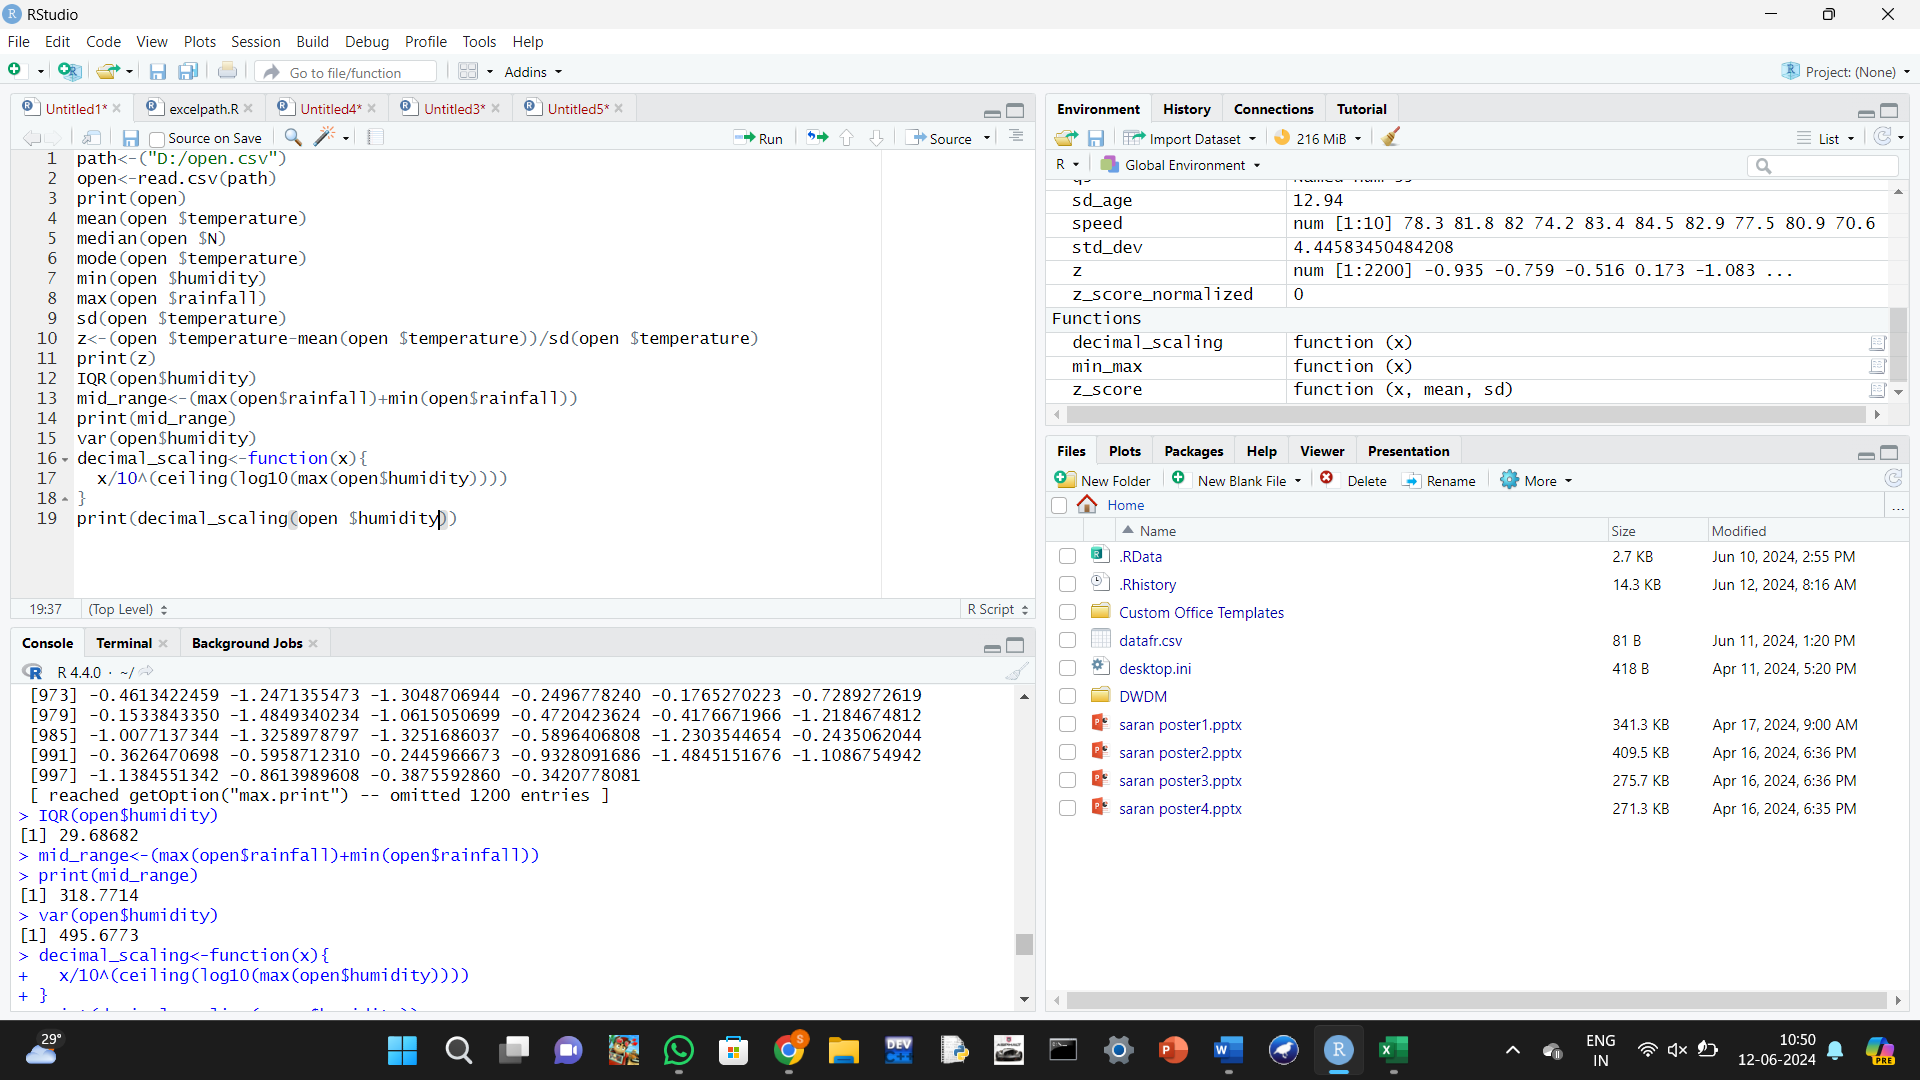 RStudio
File Edit Code View Plots Session Build Debug Profile Tools Help
Go to file/function Addins Project: (None)
Untitled1* excelpath.R Untitled4* Untitled3* Untitled5*
Source on Save Run Source
1 path<-("D:/open.csv")
2 open<-read.csv(path)
3 print(open)
4 mean(open $temperature)
5 median(open $N)
6 mode(open $temperature)
7 min(open $humidity)
8 max(open $rainfall)
9 sd(open $temperature)
10 z<-(open $temperature-mean(open $temperature))/sd(open $temperature)
11 print(z)
12 IQR(open$humidity)
13 mid_range<-(max(open$rainfall)+min(open$rainfall))
14 print(mid_range)
15 var(open$humidity)
16 decimal_scaling<-function(x){
17 x/10^(ceiling(log10(max(open$humidity))))
18 }
19 print(decimal_scaling(open $humidity))
19:37 (Top Level) R Script
Console Terminal Background Jobs
R 4.4.0 · ~/
[973] -0.4613422459 -1.2471355473 -1.3048706944 -0.2496778240 -0.1765270223 -0.7289272619
[979] -0.1533843350 -1.4849340234 -1.0615050699 -0.4720423624 -0.4176671966 -1.2184674812
[985] -1.0077137344 -1.3258978797 -1.3251686037 -0.5896406808 -1.2303544654 -0.2435062044
[991] -0.3626470698 -0.5958712310 -0.2445966673 -0.9328091686 -1.4845151676 -1.1086754942
[997] -1.1384551342 -0.8613989608 -0.3875592860 -0.3420778081
[ reached getOption("max.print") -- omitted 1200 entries ]
> IQR(open$humidity)
[1] 29.68682
> mid_range<-(max(open$rainfall)+min(open$rainfall))
> print(mid_range)
[1] 318.7714
> var(open$humidity)
[1] 495.6773
> decimal_scaling<-function(x){
+ x/10^(ceiling(log10(max(open$humidity))))
+ }
Environment History Connections Tutorial
Import Dataset 216 MiB List
R Global Environment
sd_age 12.94
speed num [1:10] 78.3 81.8 82 74.2 83.4 84.5 82.9 77.5 80.9 70.6
std_dev 4.44583450484208
z num [1:2200] -0.935 -0.759 -0.516 0.173 -1.083 ...
z_score_normalized 0
Functions
decimal_scaling function (x)
min_max function (x)
z_score function (x, mean, sd)
Files Plots Packages Help Viewer Presentation
New Folder New Blank File Delete Rename More
Home ...
Name Size Modified
.RData 2.7 KB Jun 10, 2024, 2:55 PM
.Rhistory 14.3 KB Jun 12, 2024, 8:16 AM
Custom Office Templates
datafr.csv 81 B Jun 11, 2024, 1:20 PM
desktop.ini 418 B Apr 11, 2024, 5:20 PM
DWDM
saran poster1.pptx 341.3 KB Apr 17, 2024, 9:00 AM
saran poster2.pptx 409.5 KB Apr 16, 2024, 6:36 PM
saran poster3.pptx 275.7 KB Apr 16, 2024, 6:36 PM
saran poster4.pptx 271.3 KB Apr 16, 2024, 6:35 PM
29° DEV C++ ENG IN 10:50 12-06-2024 PRE